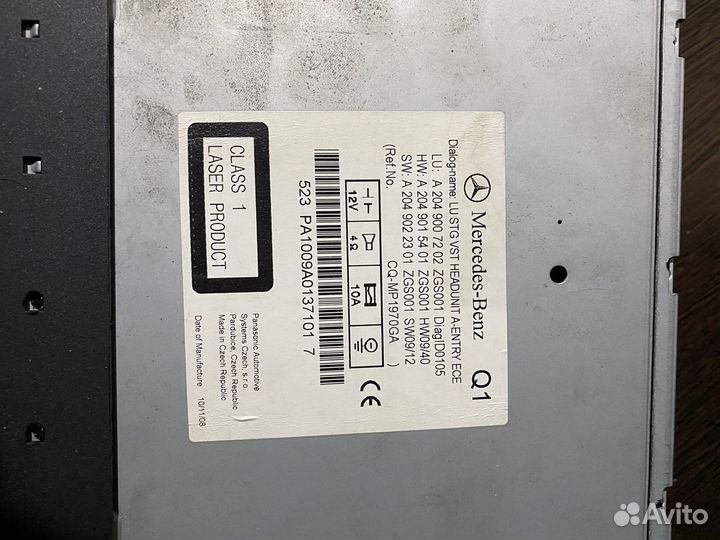 Mercedes-Benz Q1
Dialog-name: LU STG VST HEADUNIT A-ENTRY ECE
LU: A 204 900 72 02 ZGS001 DiagID0105
HW: A 204 901 54 01 ZGS001 HW09/40
SW: A 204 902 23 01 ZGS001 SW09/12
(Ref.No. CQ-MP1970GA )
12V 4Ω 10A
CE
523 PA1009A0137101 7
CLASS 1
LASER PRODUCT
Panasonic Automotive
Systems Czech, s.r.o.
Pardubice, Czech Republic
Made in Czech Republic
Date of Manufacture 10/11/08
Avito